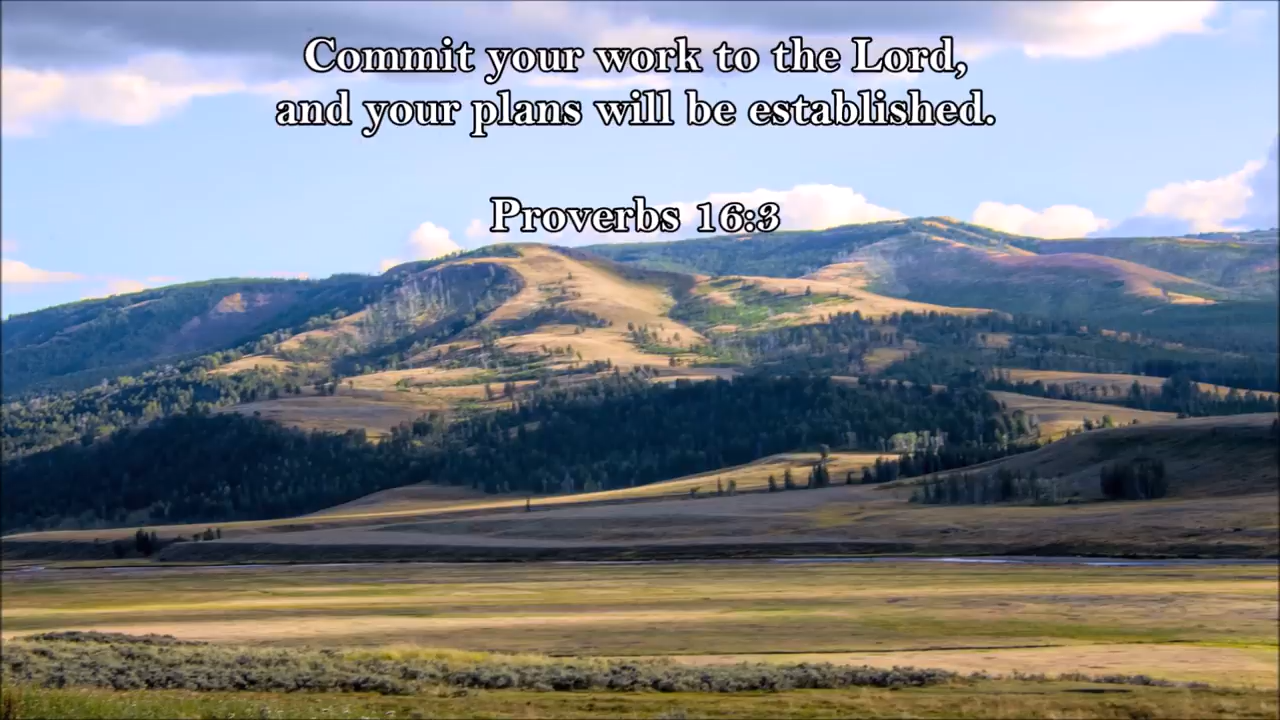 Commit your work to the Lord,
and your plans will be established.
Proverbs 16:3